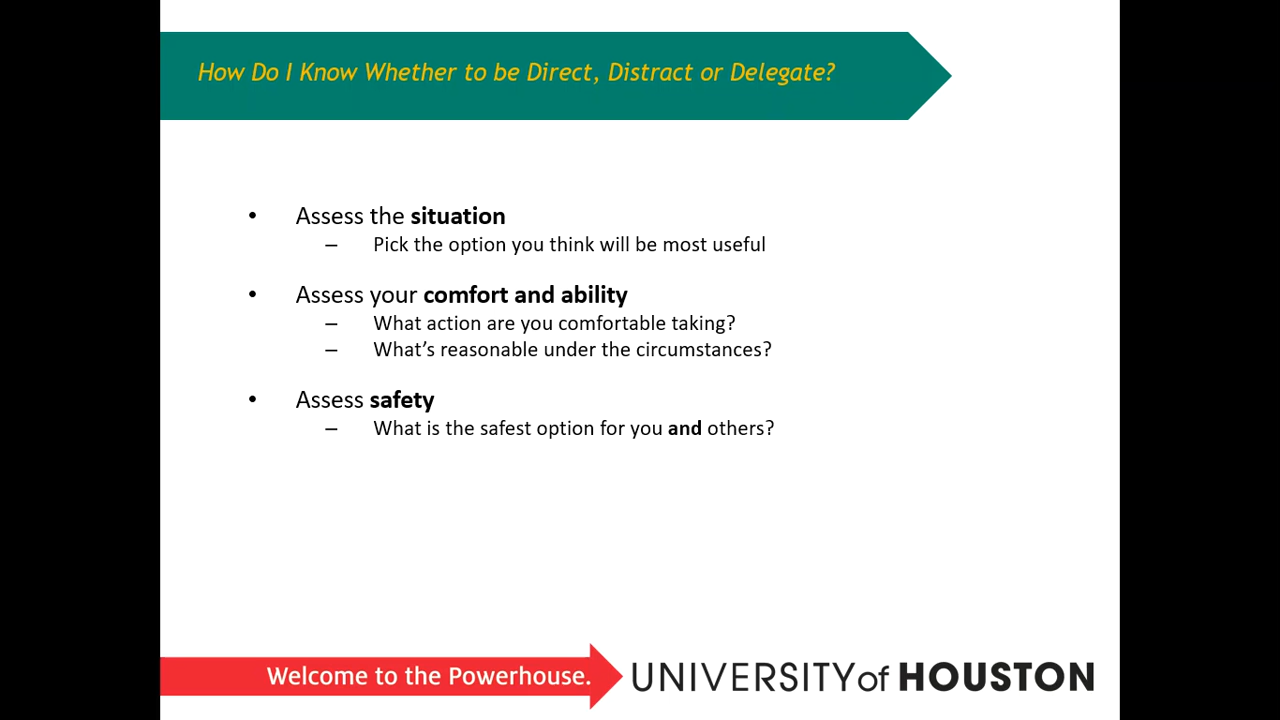 How Do I Know Whether to be Direct, Distract or Delegate?
• Assess the situation
– Pick the option you think will be most useful
• Assess your comfort and ability
– What action are you comfortable taking?
– What’s reasonable under the circumstances?
• Assess safety
– What is the safest option for you and others?
Welcome to the Powerhouse. UNIVERSITY of HOUSTON